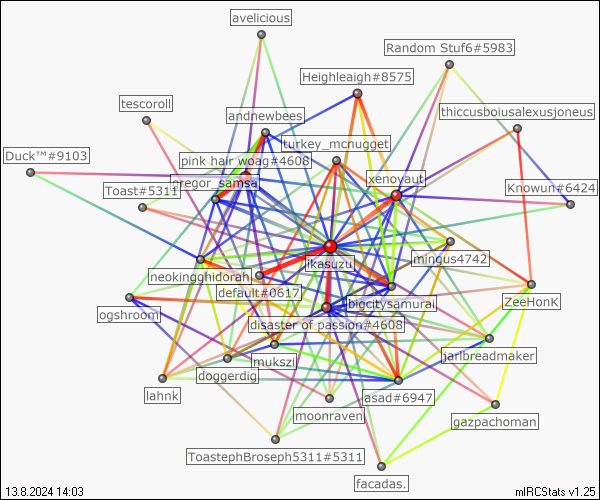 avelicious
Random Stuf6#5983
Heighleigh#8575
tescoroll
andnewbees
thiccusboiusalexusjoneus
turkey_mcnugget
Duck™#9103
pink hair woag#4608
xenoyaut
gregor_samsa
Toast#5311
Knowun#6424
mingus4742
ikasuzu
neokingghidorah
default#0617
bigcitysamurai
ZeeHonK
ogshroom
disaster of passion#4608
jarlbreadmaker
mukszi
doggerdig
lahnk
asad#6947
moonraven
gazpachoman
ToastephBroseph5311#5311
facadas.
13.8.2024 14:03
mIRCStats v1.25